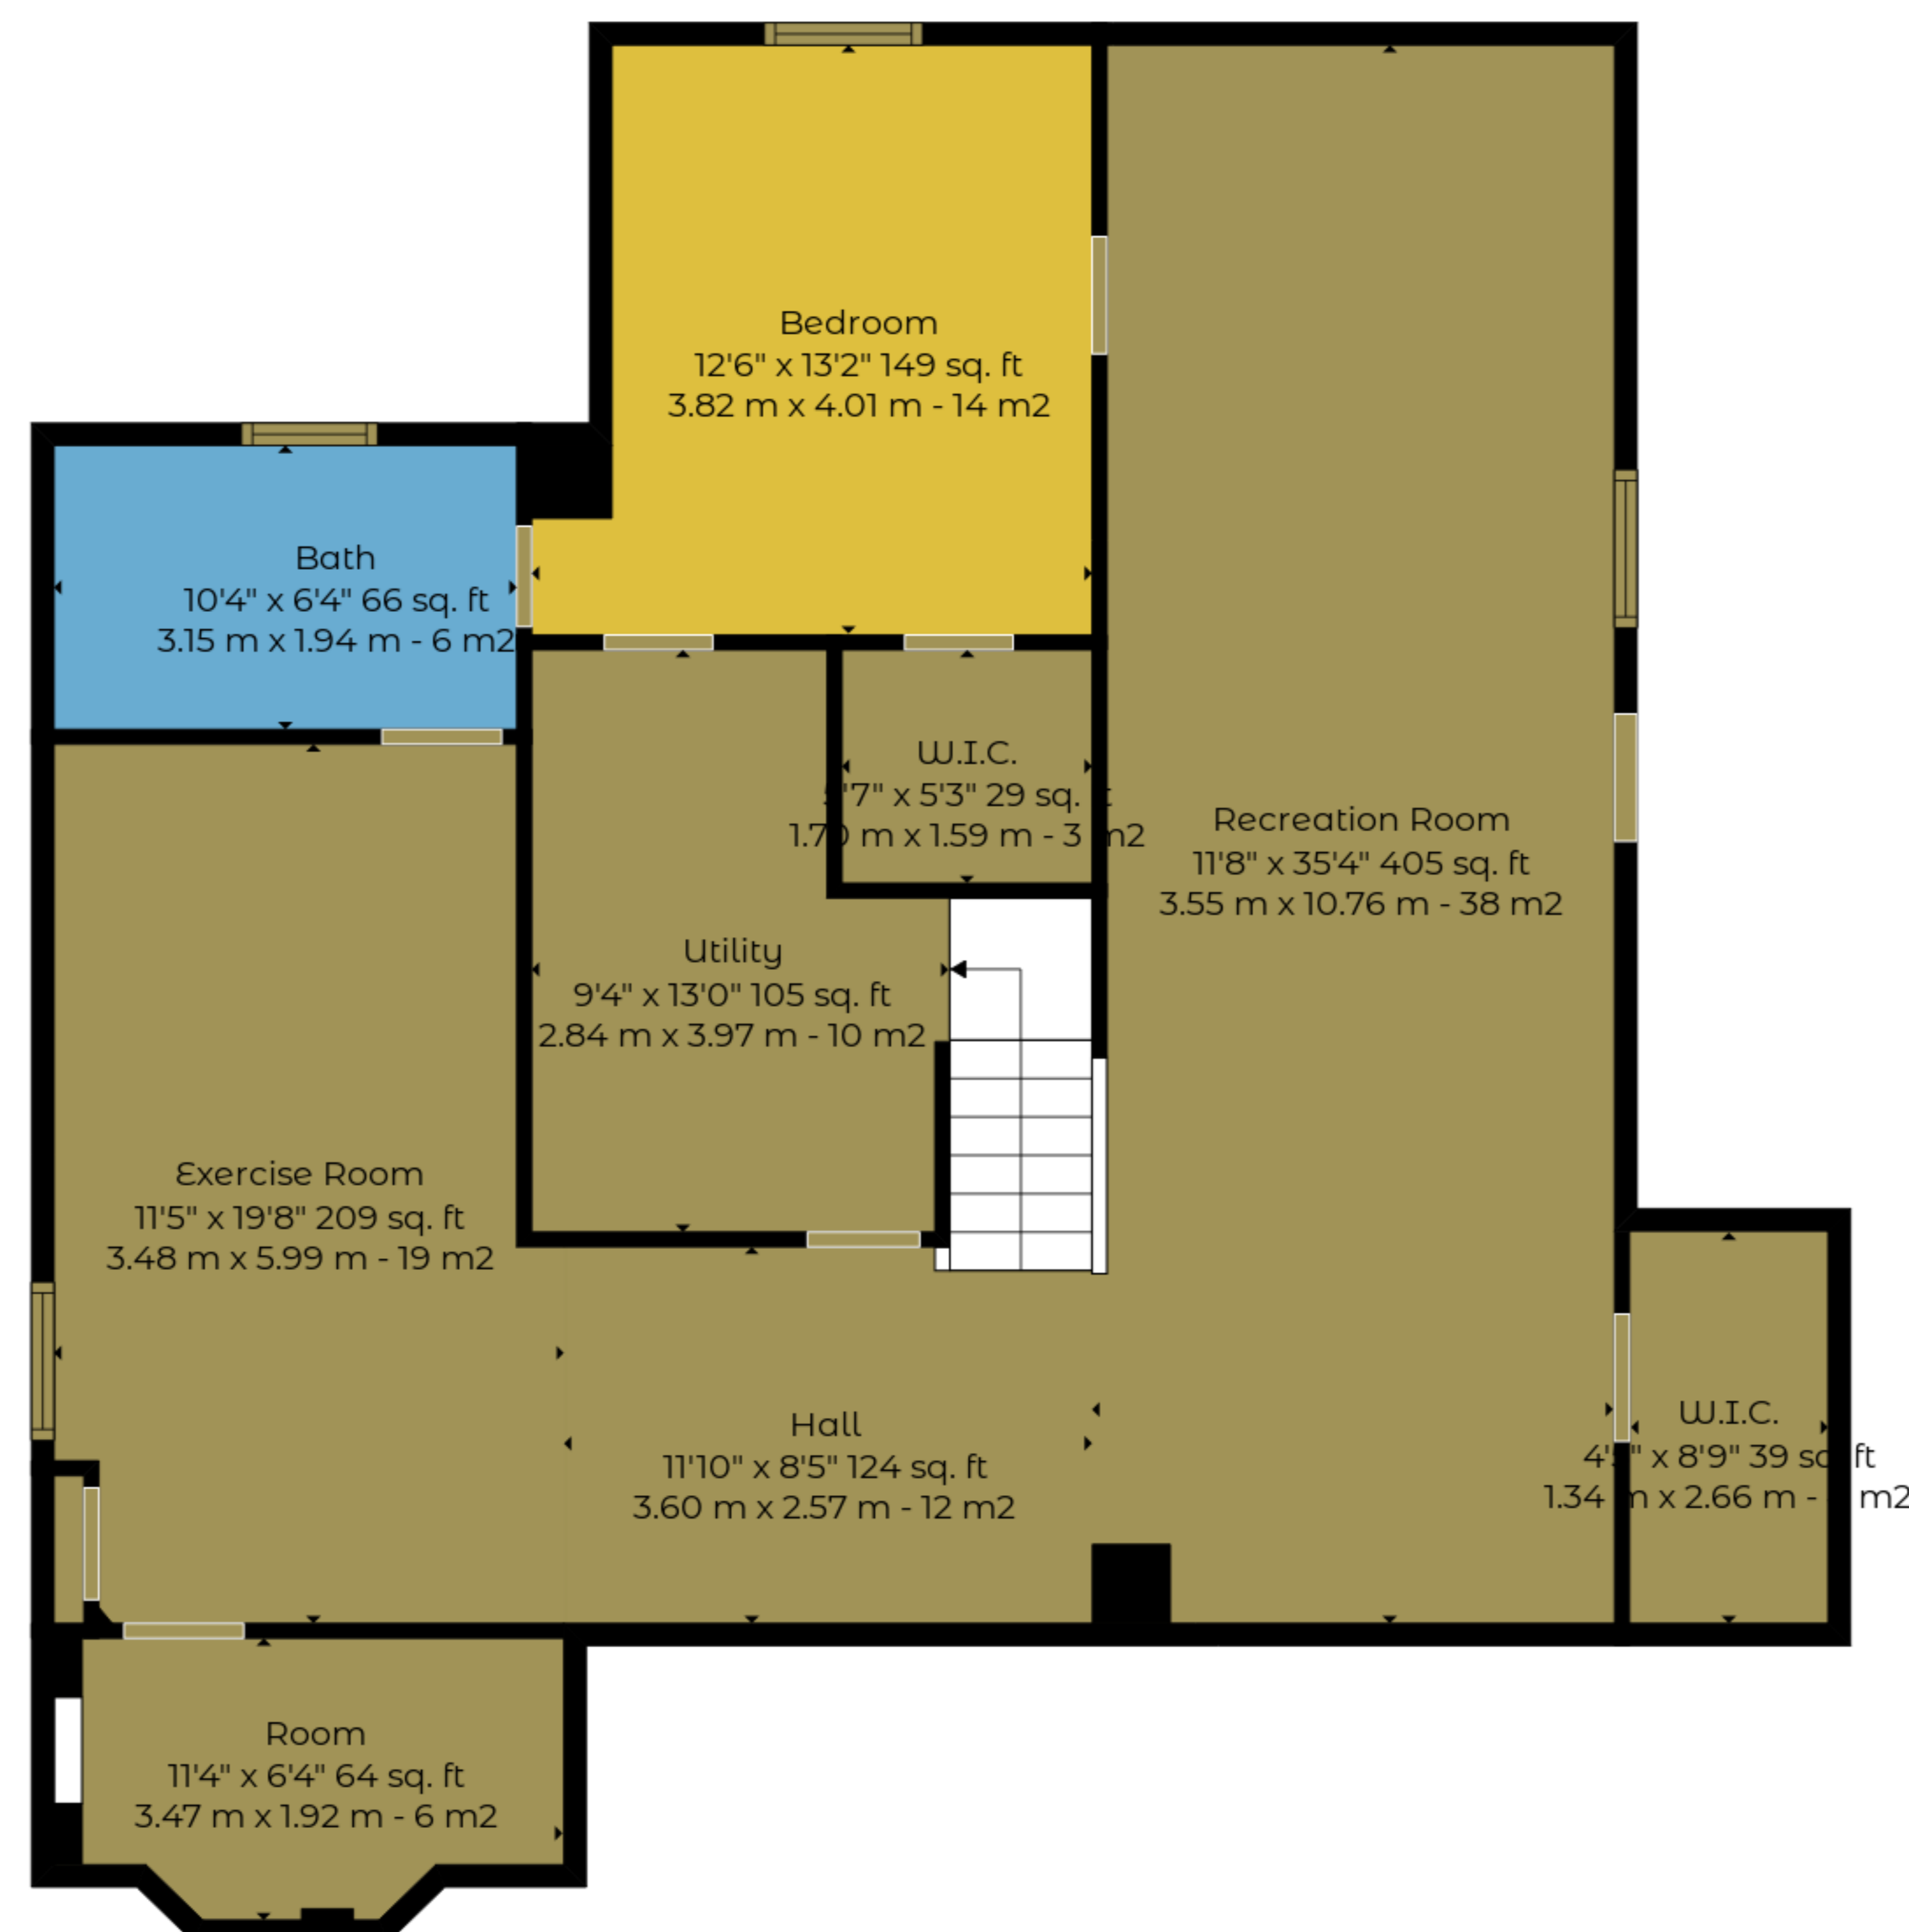 Bedroom
12'6" x 13'2" 149 sq. ft
3.82 m x 4.01 m - 14 m2
Bath
10'4" x 6'4" 66 sq. ft
3.15 m x 1.94 m - 6 m2
W.I.C.
x 5'3" 29 sq.
1.70 m x 1.59 m - 3 m2
Recreation Room
11'8" x 35'4" 405 sq. ft
3.55 m x 10.76 m - 38 m2
Utility
9'4" x 13'0" 105 sq. ft
2.84 m x 3.97 m - 10 m2
Exercise Room
11'5" x 19'8" 209 sq. ft
3.48 m x 5.99 m - 19 m2
Hall
11'10" x 8'5" 124 sq. ft
3.60 m x 2.57 m - 12 m2
W.I.C.
x 8'9" 39 sq. ft
1.34 m x 2.66 m - m2
Room
11'4" x 6'4" 64 sq. ft
3.47 m x 1.92 m - 6 m2